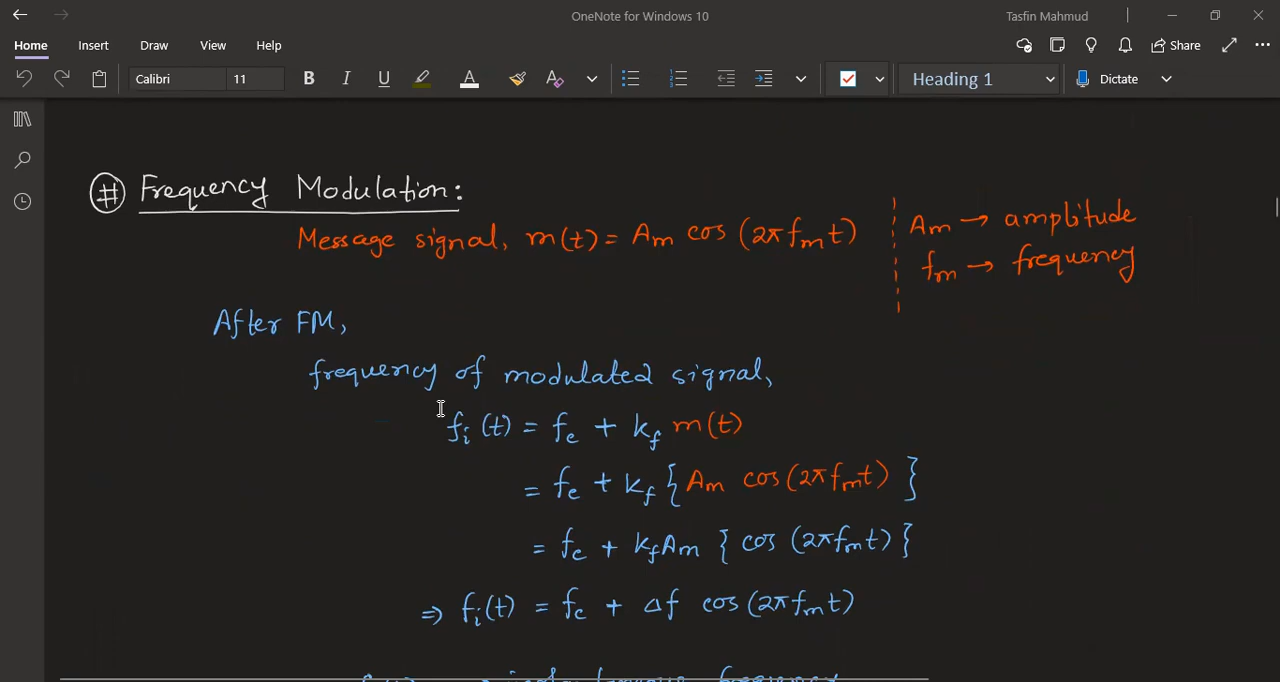 OneNote for Windows 10
Tasfin Mahmud
Home Insert Draw View Help
Share
Calibri 11 B I U A A Heading 1 Dictate
# Frequency Modulation:
Message signal, m(t) = Am cos (2πfmt)
Am → amplitude
fm → frequency
After FM,
frequency of modulated signal,
fi (t) = fc + kf m(t)
= fc + kf { Am cos (2πfmt) }
= fc + kfAm { cos (2πfmt) }
⇒ fi(t) = fc + Δf cos (2πfmt)
frequency